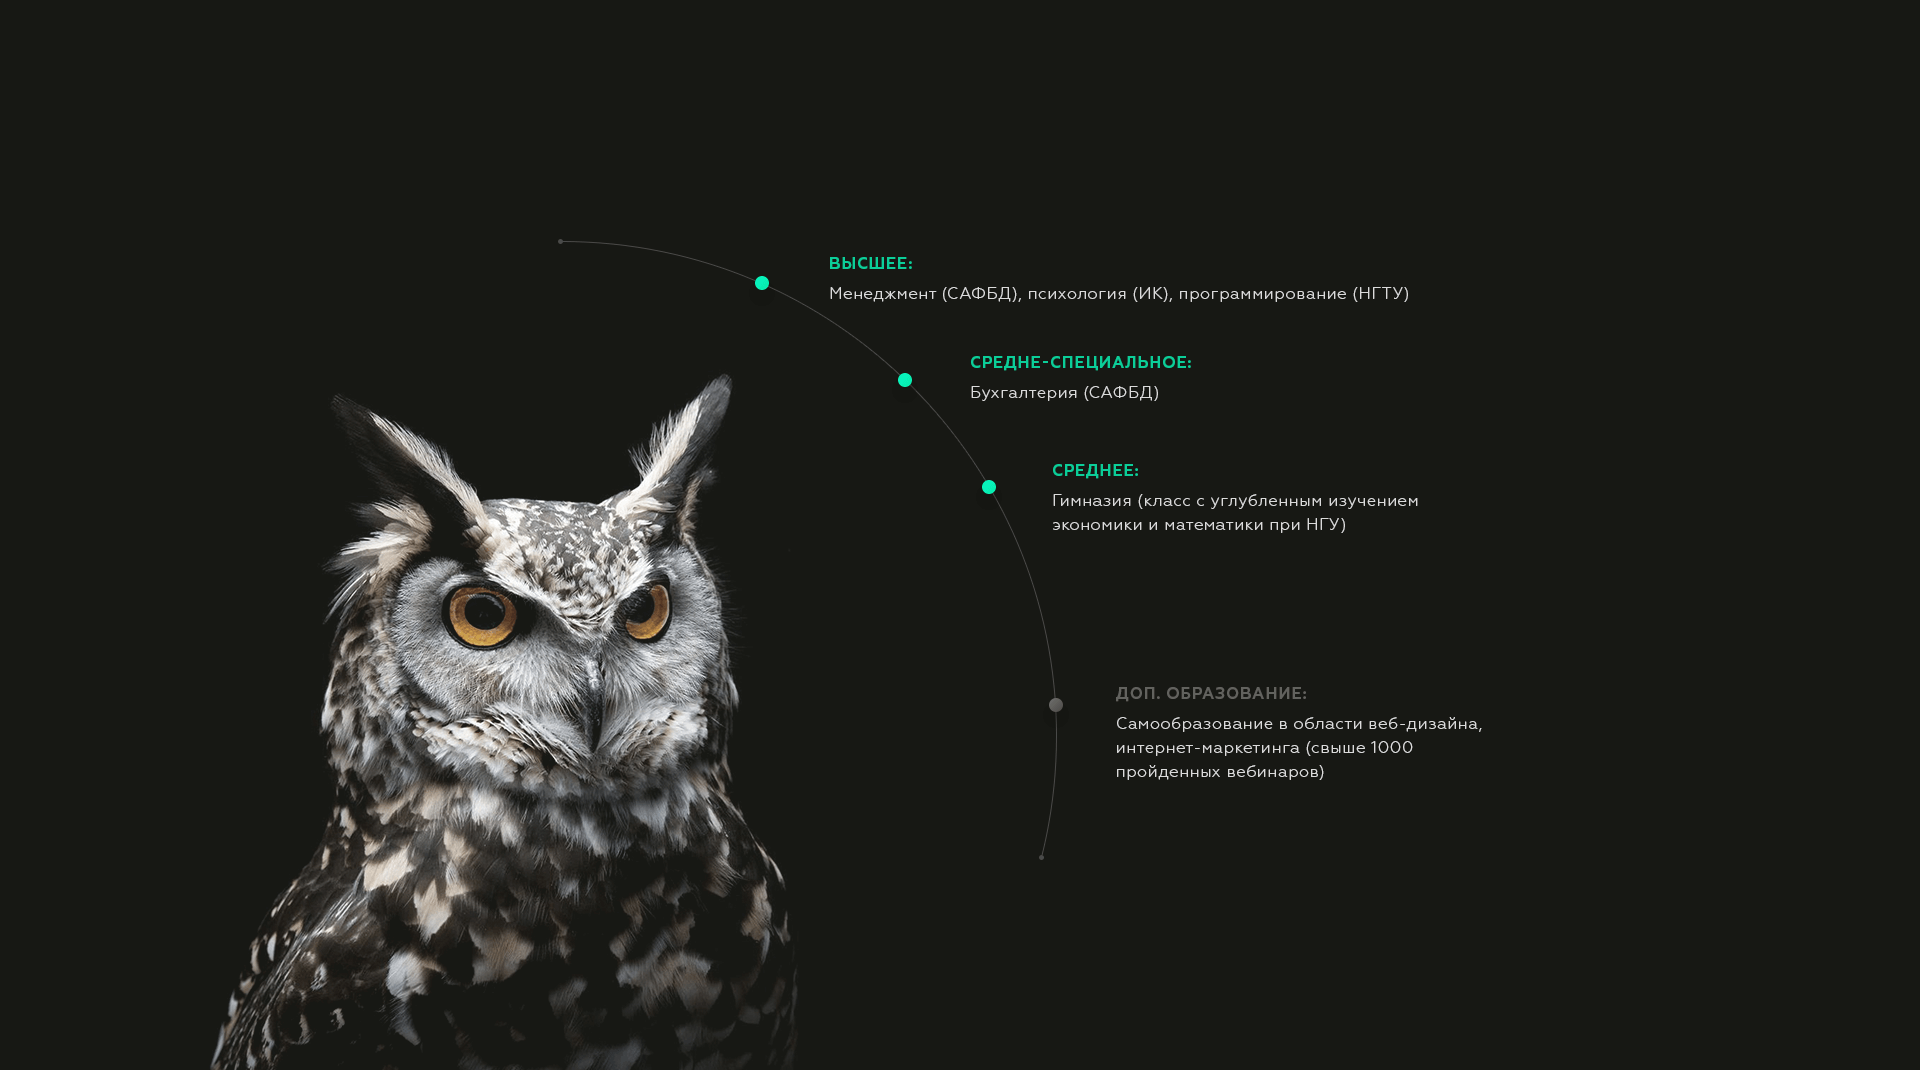 ВЫСШЕЕ:
Менеджмент (САФБД), психология (ИК), программирование (НГТУ)
СРЕДНЕ-СПЕЦИАЛЬНОЕ:
Бухгалтерия (САФБД)
СРЕДНЕЕ:
Гимназия (класс с углубленным изучением
экономики и математики при НГУ)
ДОП. ОБРАЗОВАНИЕ:
Самообразование в области веб-дизайна,
интернет-маркетинга (свыше 1000
пройденных вебинаров)